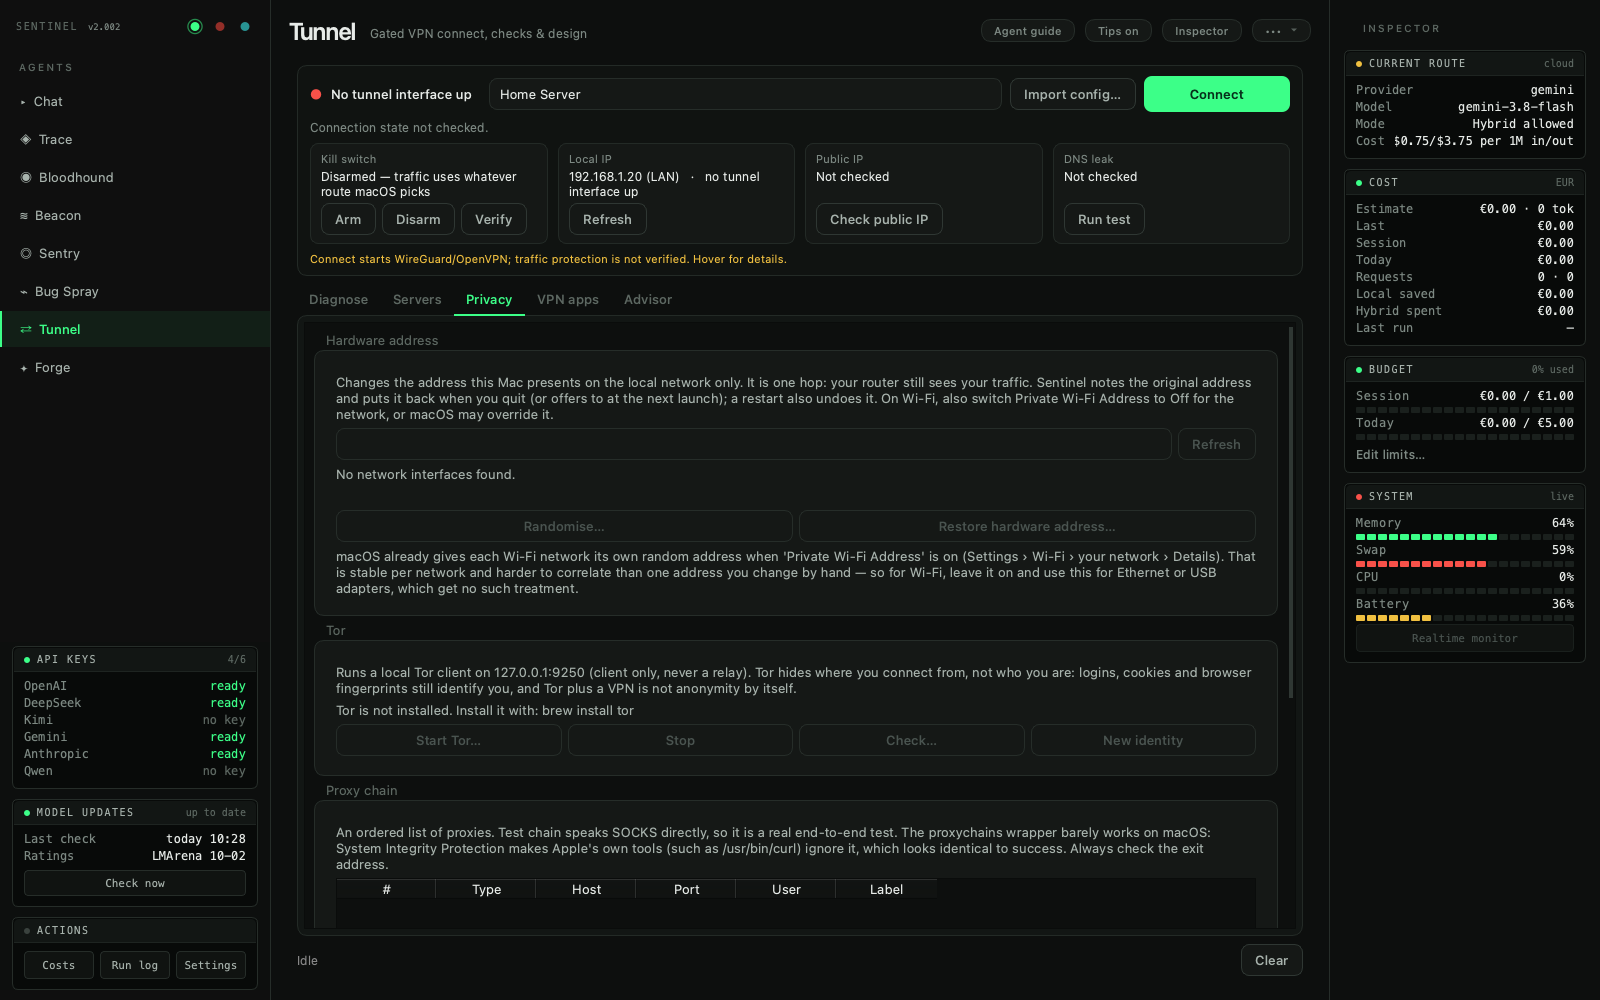 SENTINEL v2.002
AGENTS
Chat
Trace
Bloodhound
Beacon
Sentry
Bug Spray
Tunnel
Forge
API KEYS 4/6
OpenAI ready
DeepSeek ready
Kimi no key
Gemini ready
Anthropic ready
Qwen no key
MODEL UPDATES up to date
Last check today 10:28
Ratings LMArena 10-02
Check now
ACTIONS
Costs Run log Settings
Tunnel Gated VPN connect, checks & design
Agent guide Tips on Inspector ...
No tunnel interface up Home Server Import config... Connect
Connection state not checked.
Kill switch
Disarmed — traffic uses whatever
route macOS picks
Arm Disarm Verify
Local IP
192.168.1.20 (LAN) · no tunnel
interface up
Refresh
Public IP
Not checked
Check public IP
DNS leak
Not checked
Run test
Connect starts WireGuard/OpenVPN; traffic protection is not verified. Hover for details.
Diagnose Servers Privacy VPN apps Advisor
Hardware address
Changes the address this Mac presents on the local network only. It is one hop: your router still sees your traffic. Sentinel notes the original address
and puts it back when you quit (or offers to at the next launch); a restart also undoes it. On Wi-Fi, also switch Private Wi-Fi Address to Off for the
network, or macOS may override it.
Refresh
No network interfaces found.
Randomise... Restore hardware address...
macOS already gives each Wi-Fi network its own random address when 'Private Wi-Fi Address' is on (Settings › Wi-Fi › your network › Details). That
is stable per network and harder to correlate than one address you change by hand — so for Wi-Fi, leave it on and use this for Ethernet or USB
adapters, which get no such treatment.
Tor
Runs a local Tor client on 127.0.0.1:9250 (client only, never a relay). Tor hides where you connect from, not who you are: logins, cookies and browser
fingerprints still identify you, and Tor plus a VPN is not anonymity by itself.
Tor is not installed. Install it with: brew install tor
Start Tor... Stop Check... New identity
Proxy chain
An ordered list of proxies. Test chain speaks SOCKS directly, so it is a real end-to-end test. The proxychains wrapper barely works on macOS:
System Integrity Protection makes Apple's own tools (such as /usr/bin/curl) ignore it, which looks identical to success. Always check the exit
address.
# Type Host Port User Label
Idle Clear
INSPECTOR
CURRENT ROUTE cloud
Provider gemini
Model gemini-3.8-flash
Mode Hybrid allowed
Cost $0.75/$3.75 per 1M in/out
COST EUR
Estimate €0.00 · 0 tok
Last €0.00
Session €0.00
Today €0.00
Requests 0 · 0
Local saved €0.00
Hybrid spent €0.00
Last run —
BUDGET 0% used
Session €0.00 / €1.00
Today €0.00 / €5.00
Edit limits...
SYSTEM live
Memory 64%
Swap 59%
CPU 0%
Battery 36%
Realtime monitor